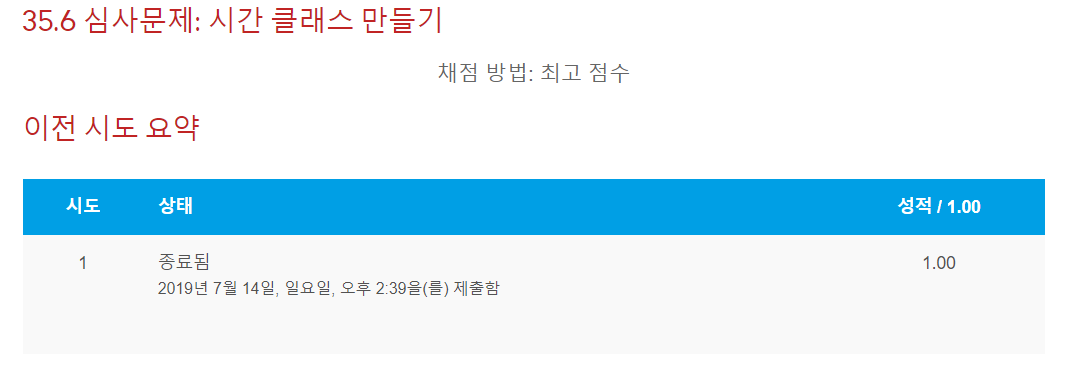 35.6 심사문제: 시간 클래스 만들기
채점 방법: 최고 점수
이전 시도 요약
시도 상태 성적 / 1.00
1 종료됨 1.00
2019년 7월 14일, 일요일, 오후 2:39을(를) 제출함